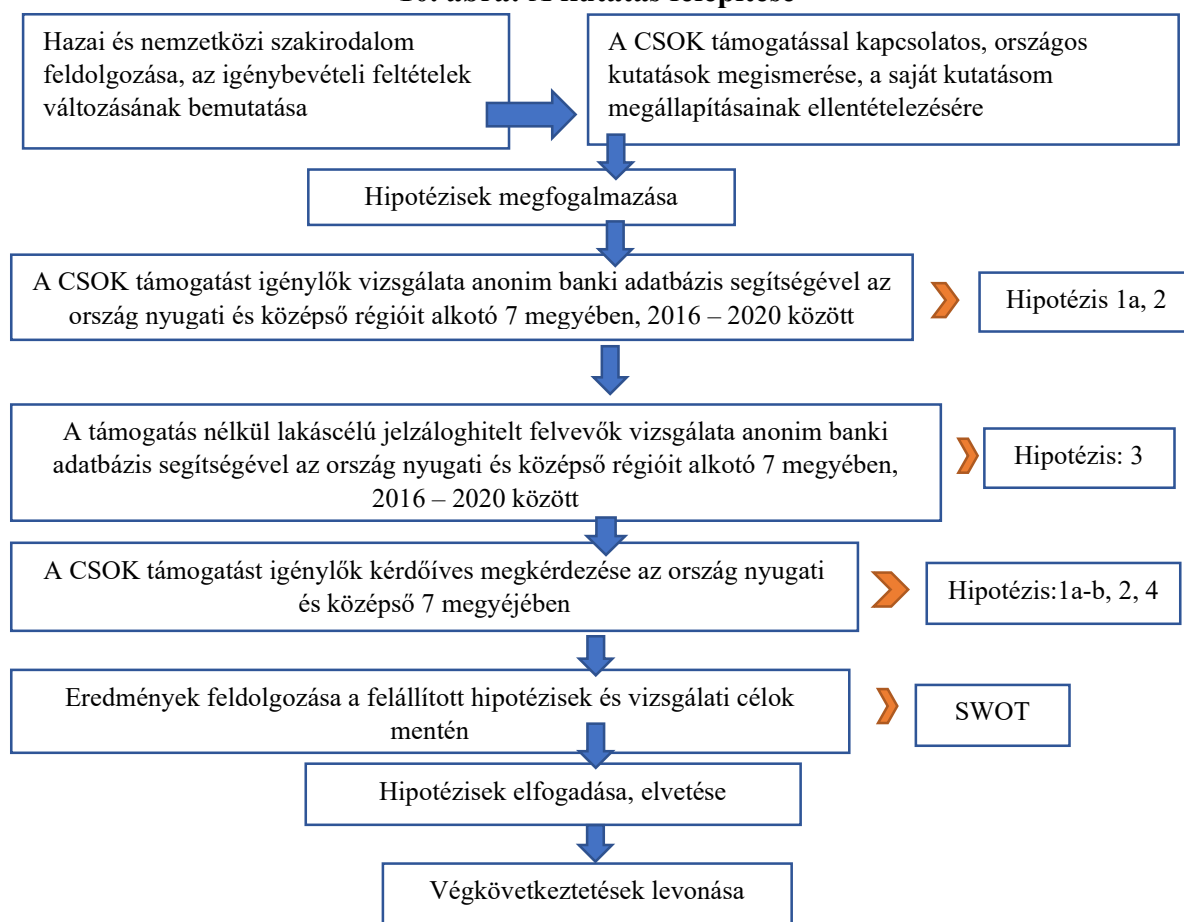 10. ábra: A kutatás felépítése
Hazai és nemzetközi szakirodalom
feldolgozása, az igénybevételi feltételek
változásának bemutatása
A CSOK támogatással kapcsolatos, országos
kutatások megismerése, a saját kutatásom
megállapításainak ellentételezésére
Hipotézisek megfogalmazása
A CSOK támogatást igénylők vizsgálata anonim banki adatbázis segítségével az
ország nyugati és középső régióit alkotó 7 megyében, 2016 – 2020 között
Hipotézis 1a, 2
A támogatás nélkül lakáscélú jelzáloghitelt felvevők vizsgálata anonim banki
adatbázis segítségével az ország nyugati és középső régióit alkotó 7 megyében,
2016 – 2020 között
Hipotézis: 3
A CSOK támogatást igénylők kérdőíves megkérdezése az ország nyugati
és középső 7 megyéjében
Hipotézis:1a-b, 2, 4
Eredmények feldolgozása a felállított hipotézisek és vizsgálati célok
mentén
SWOT
Hipotézisek elfogadása, elvetése
Végkövetkeztetések levonása